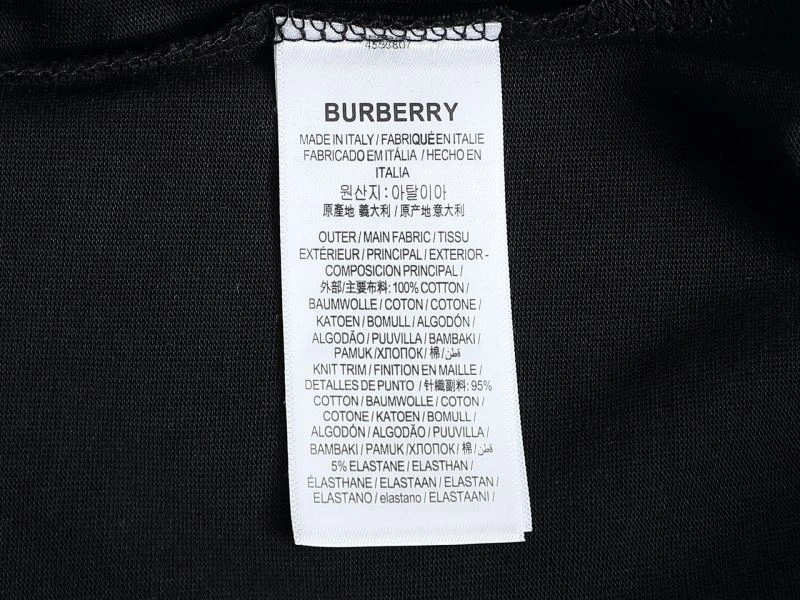 4556807
BURBERRY
MADE IN ITALY / FABRIQUÉ EN ITALIE
FABRICADO EM ITÁLIA / HECHO EN
ITALIA
원산지 : 아탈이아
原產地 義大利 / 原产地 意大利
OUTER / MAIN FABRIC / TISSU
EXTÉRIEUR / PRINCIPAL / EXTERIOR -
COMPOSICION PRINCIPAL /
外部/主要布料: 100% COTTON /
BAUMWOLLE / COTON / COTONE /
KATOEN / BOMULL / ALGODÓN /
ALGODÃO / PUUVILLA / BAMBAKI /
PAMUK /ХЛОПОК / 棉 / قطن
KNIT TRIM / FINITION EN MAILLE /
DETALLES DE PUNTO / 針織副料: 95%
COTTON / BAUMWOLLE / COTON /
COTONE / KATOEN / BOMULL /
ALGODÓN / ALGODÃO / PUUVILLA /
BAMBAKI / PAMUK /ХЛОПОК / 棉 / قطن
5% ELASTANE / ELASTHAN /
ÉLASTHANE / ELASTAAN / ELASTAN /
ELASTANO / elastano / ELASTAANI /